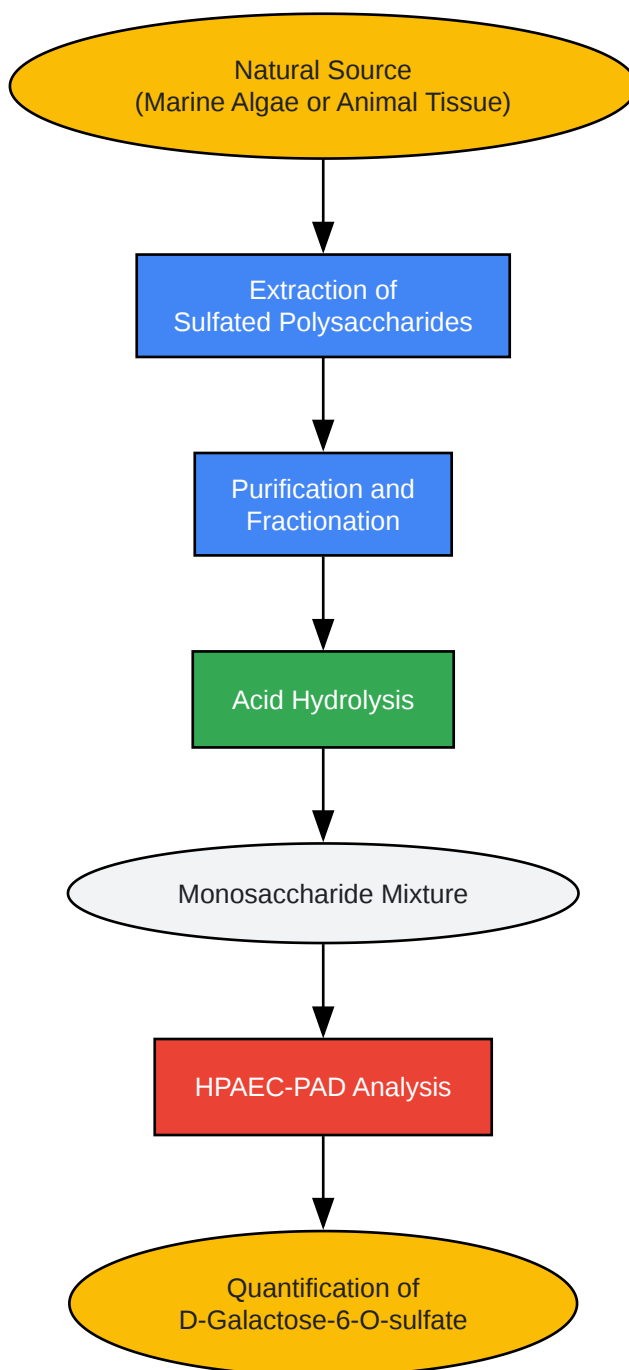 Natural Source
(Marine Algae or Animal Tissue)
Extraction of
Sulfated Polysaccharides
Purification and
Fractionation
Acid Hydrolysis
Monosaccharide Mixture
HPAEC-PAD Analysis
Quantification of
D-Galactose-6-O-sulfate